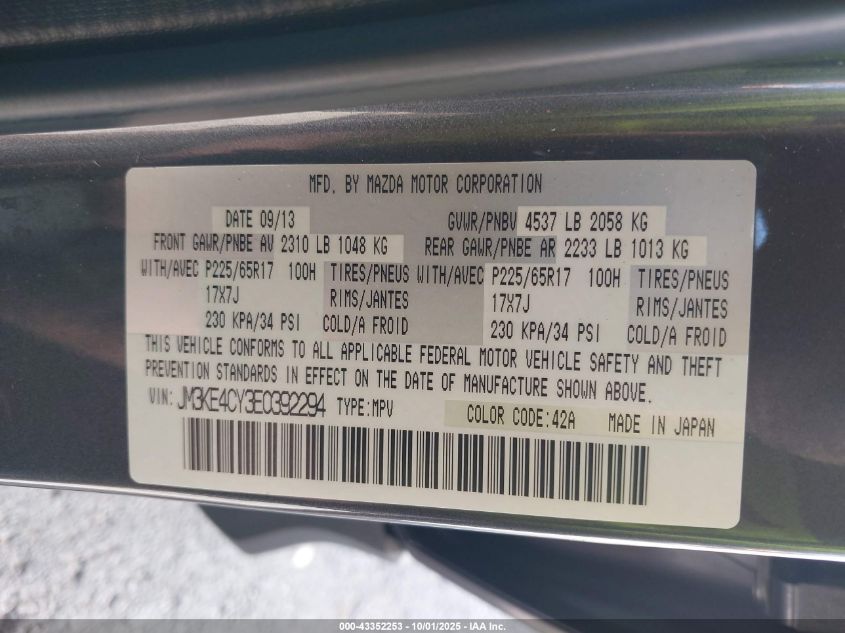 MFD. BY MAZDA MOTOR CORPORATION
DATE 09/13 GVWR/PNBV 4537 LB 2058 KG
FRONT GAWR/PNBE AV 2310 LB 1048 KG REAR GAWR/PNBE AR 2233 LB 1013 KG
WITH/AVEC P225/65R17 100H TIRES/PNEUS WITH/AVEC P225/65R17 100H TIRES/PNEUS
17X7J RIMS/JANTES 17X7J RIMS/JANTES
230 KPA/34 PSI COLD/A FROID 230 KPA/34 PSI COLD/A FROID
THIS VEHICLE CONFORMS TO ALL APPLICABLE FEDERAL MOTOR VEHICLE SAFETY AND THEFT
PREVENTION STANDARDS IN EFFECT ON THE DATE OF MANUFACTURE SHOWN ABOVE.
VIN: JM3KE4CY3E0392294 TYPE:MPV COLOR CODE:42A MADE IN JAPAN
000-43352253 - 10/01/2025 - IAA Inc.